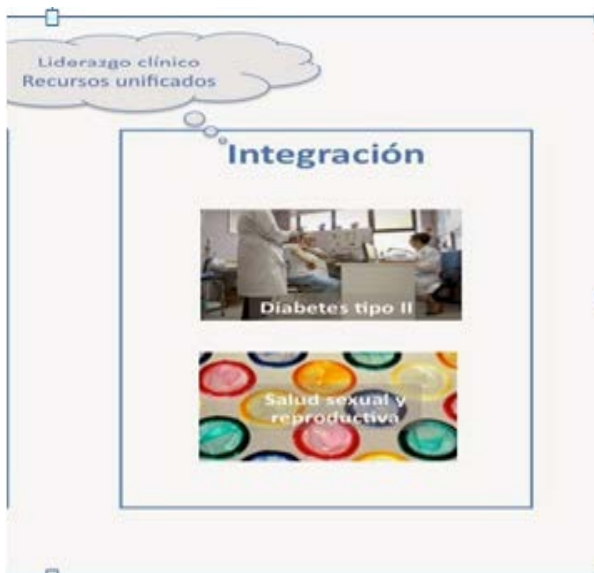 Liderazgo clínico
Recursos unificados
Integración
Diabetes tipo II
Salud sexual y
reproductiva